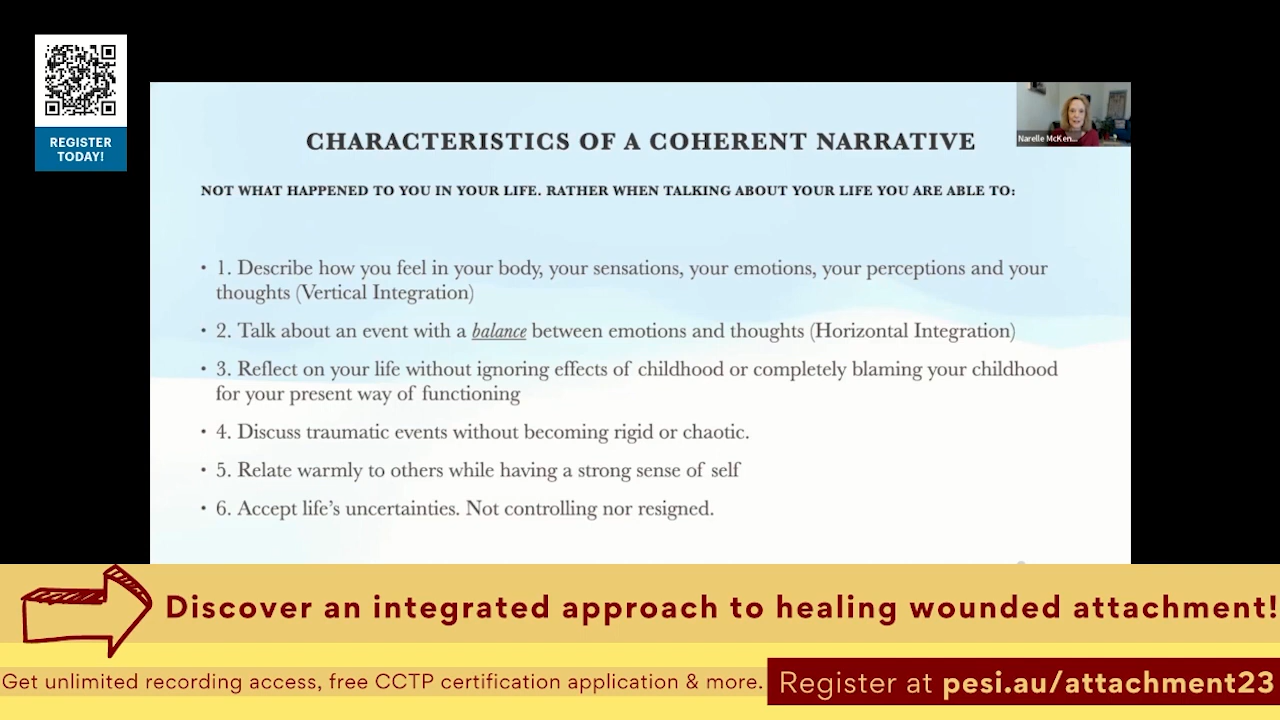 REGISTER
TODAY!
Narelle McKen...
CHARACTERISTICS OF A COHERENT NARRATIVE
NOT WHAT HAPPENED TO YOU IN YOUR LIFE. RATHER WHEN TALKING ABOUT YOUR LIFE YOU ARE ABLE TO:
• 1. Describe how you feel in your body, your sensations, your emotions, your perceptions and your
thoughts (Vertical Integration)
• 2. Talk about an event with a balance between emotions and thoughts (Horizontal Integration)
• 3. Reflect on your life without ignoring effects of childhood or completely blaming your childhood
for your present way of functioning
• 4. Discuss traumatic events without becoming rigid or chaotic.
• 5. Relate warmly to others while having a strong sense of self
• 6. Accept life's uncertainties. Not controlling nor resigned.
Discover an integrated approach to healing wounded attachment!
Get unlimited recording access, free CCTP certification application & more.
Register at pesi.au/attachment23